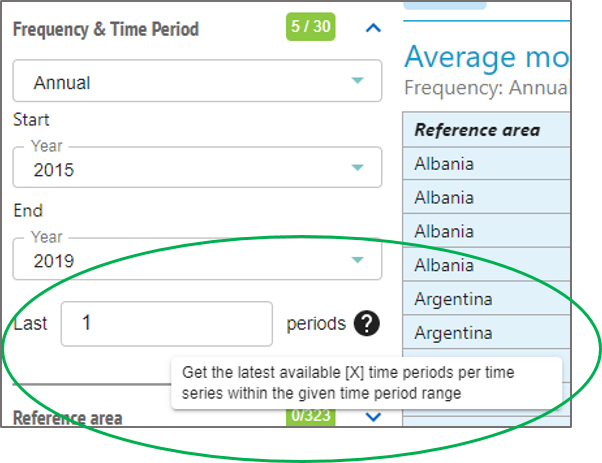 Frequency & Time Period
5 / 30
Annual
Start
Year
2015
End
Year
2019
Last 1 periods ?
Get the latest available [X] time periods per time
series within the given time period range
Reference area
0/323
Average mo
Frequency: Annua
Reference area
Albania
Albania
Albania
Albania
Argentina
Argentina